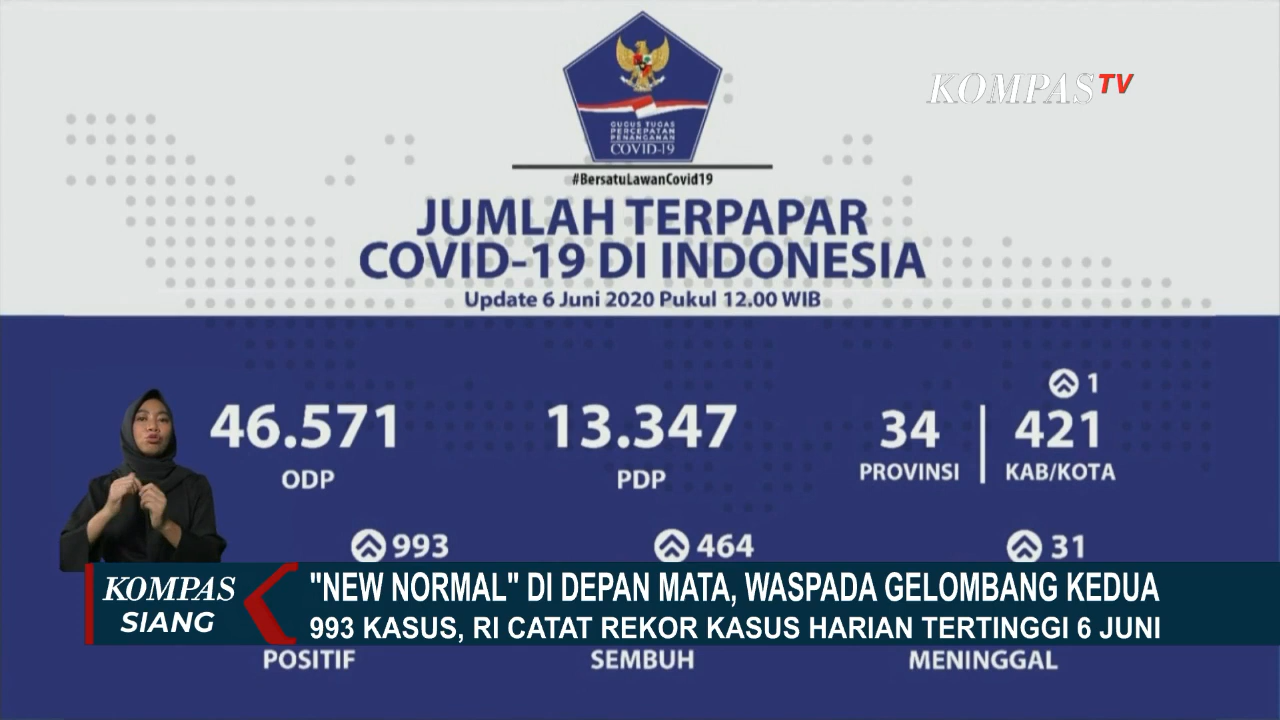 KOMPASTV
GUGUS TUGAS
PERCEPATAN
PENANGANAN
COVID-19
#BersatuLawanCovid19
JUMLAH TERPAPAR
COVID-19 DI INDONESIA
Update 6 Juni 2020 Pukul 12.00 WIB
46.571
ODP
13.347
PDP
34
PROVINSI
1
421
KAB/KOTA
993
464
31
KOMPAS
SIANG
"NEW NORMAL" DI DEPAN MATA, WASPADA GELOMBANG KEDUA
993 KASUS, RI CATAT REKOR KASUS HARIAN TERTINGGI 6 JUNI
POSITIF
SEMBUH
MENINGGAL